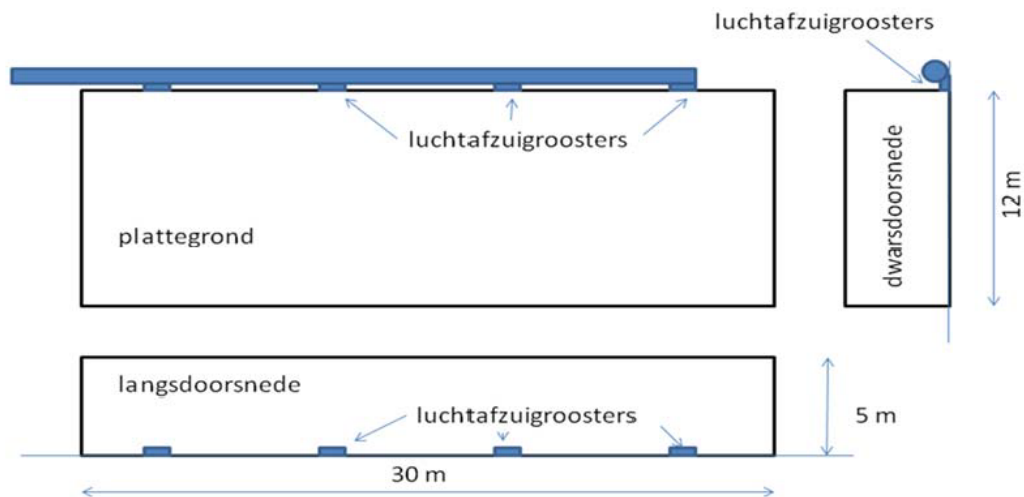 luchtafzuigroosters
luchtafzuigroosters
plattegrond
dwarsdoorsnede
12 m
langsdoorsnede
luchtafzuigroosters
5 m
30 m